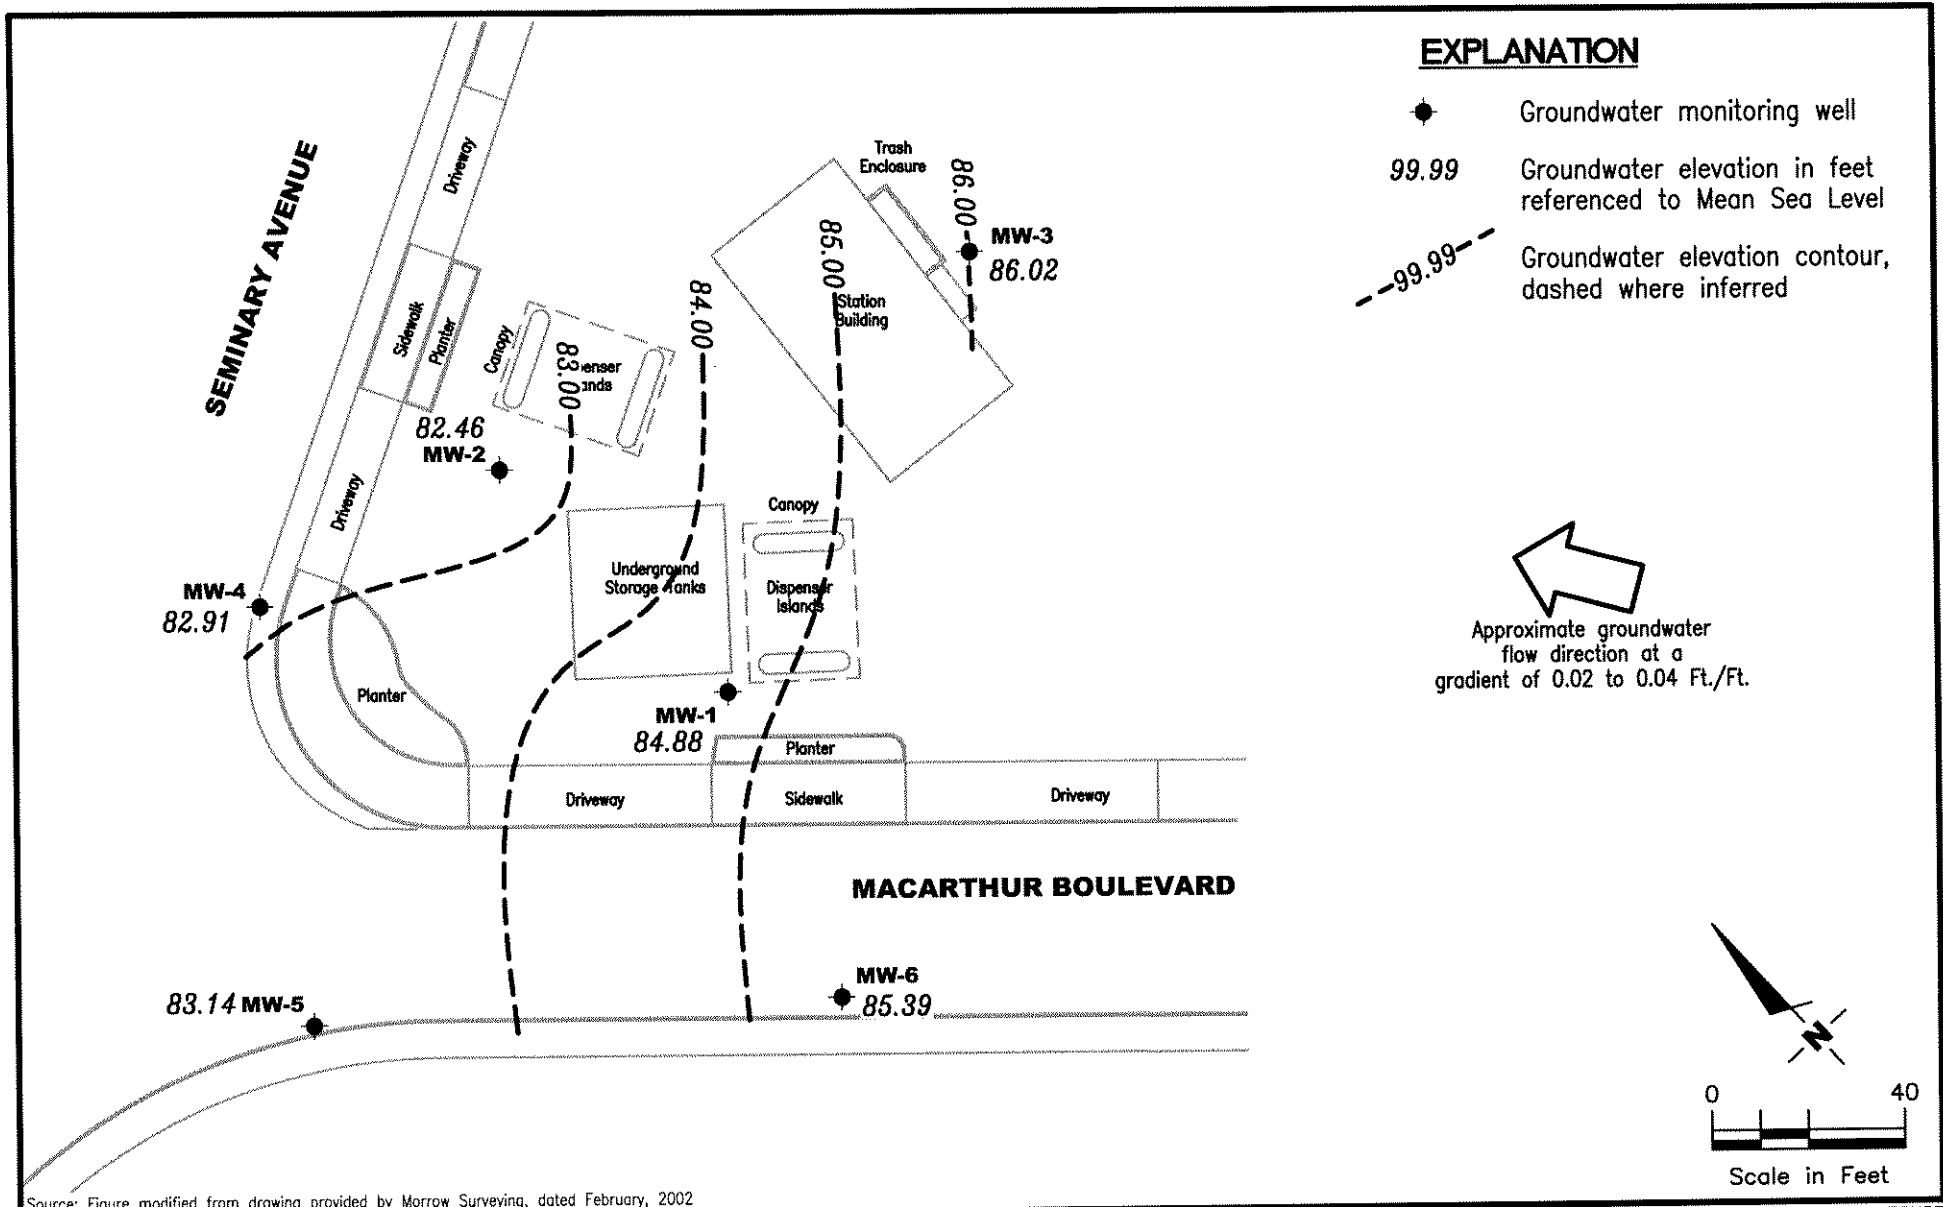 EXPLANATION
Groundwater monitoring well
99.99
Groundwater elevation in feet
referenced to Mean Sea Level
99.99
Groundwater elevation contour,
dashed where inferred
SEMINARY AVENUE
Driveway
Trash
Enclosure
86.00
MW-3
86.02
85.00
Station
Building
84.00
Sidewalk
Planter
Canopy
83.00
enser
ands
82.46
MW-2
Driveway
Canopy
Underground
Storage Tanks
Dispenser
Islands
MW-4
82.91
Approximate groundwater
flow direction at a
gradient of 0.02 to 0.04 Ft./Ft.
Planter
MW-1
84.88
Planter
Driveway
Sidewalk
Driveway
MACARTHUR BOULEVARD
MW-6
85.39
83.14 MW-5
N
0 40
Scale in Feet
Source: Figure modified from drawing provided by Morrow Surveying, dated February, 2002